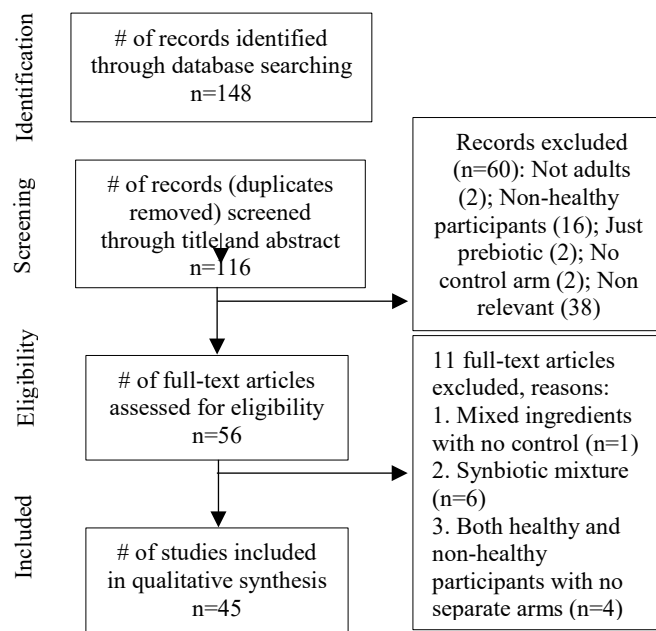 Identification
# of records identified
through database searching
n=148
Screening
# of records (duplicates
removed) screened
through title and abstract
n=116
Records excluded
(n=60): Not adults
(2); Non-healthy
participants (16); Just
prebiotic (2); No
control arm (2); Non
relevant (38)
Eligibility
# of full-text articles
assessed for eligibility
n=56
11 full-text articles
excluded, reasons:
1. Mixed ingredients
with no control (n=1)
2. Synbiotic mixture
(n=6)
3. Both healthy and
non-healthy
participants with no
separate arms (n=4)
Included
# of studies included
in qualitative synthesis
n=45